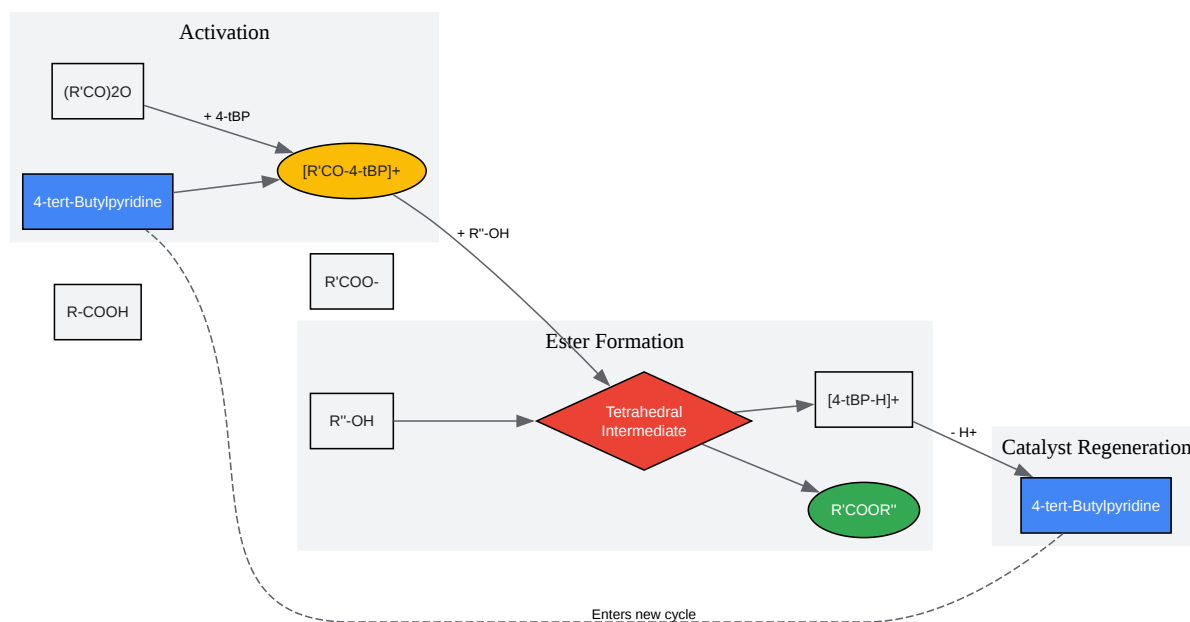 Activation
(R'CO)2O
+ 4-tBP
[R'CO-4-tBP]+
4-tert-Butylpyridine
+ R''-OH
R'COO-
R-COOH
Ester Formation
R''-OH
Tetrahedral
Intermediate
[4-tBP-H]+
- H+
Catalyst Regeneration
4-tert-Butylpyridine
R'COOR''
Enters new cycle